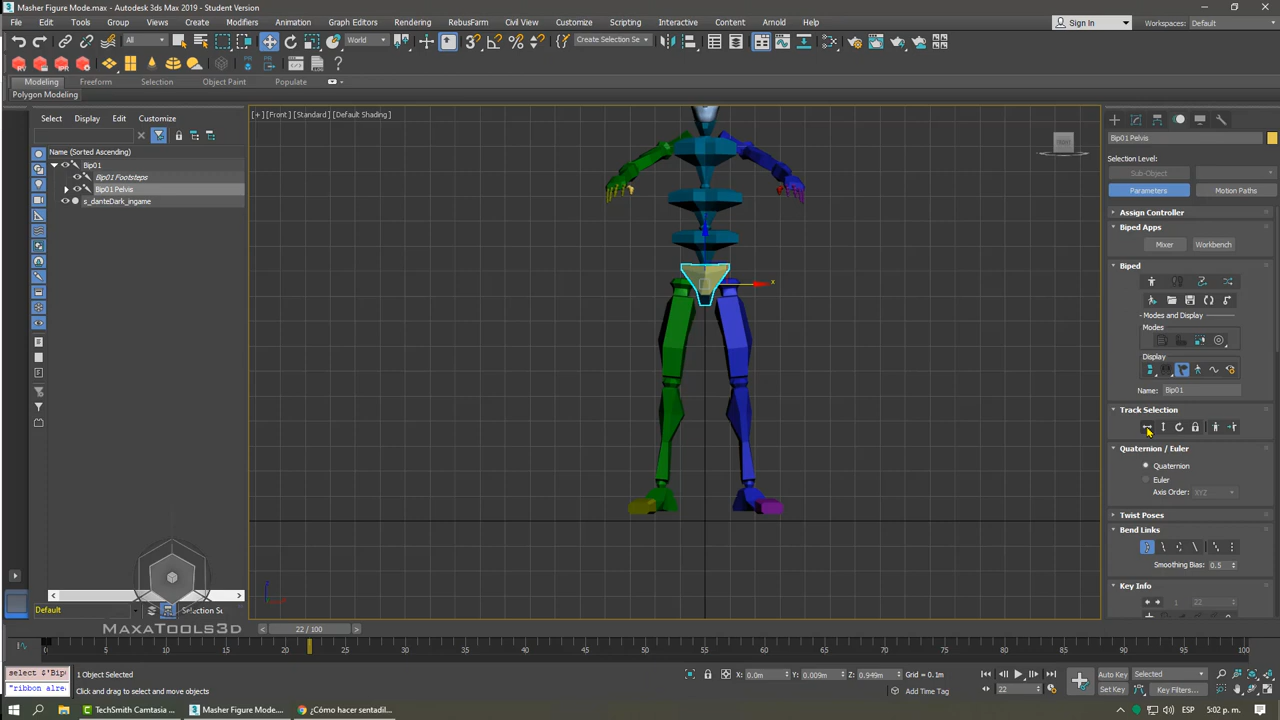 Masher Figure Mode.max - Autodesk 3ds Max 2019 - Student Version
File Edit Tools Group Views Create Modifiers Animation Graph Editors Rendering RebusFarm Civil View Customize Scripting Interactive Content Arnold Help
Sign In Workspaces: Default
All World Create Selection Se
Modeling Freeform Selection Object Paint Populate
Polygon Modeling
Select Display Edit Customize
[+] [Front] [Standard] [Default Shading]
Name (Sorted Ascending)
Bip01
Bip01 Footsteps
Bip01 Pelvis
s_danteDark_ingame
x
Bip01 Pelvis
Selection Level:
Sub-Object
Parameters Motion Paths
Assign Controller
Biped Apps
Mixer Workbench
Biped
- Modes and Display
Modes
Display
Name: Bip01
Track Selection
Quaternion / Euler
Quaternion
Euler
Axis Order: XYZ
Twist Poses
Bend Links
Smoothing Bias: 0.5
Key Info
1 22
Default Selection Se
MAXATOOLS3D
< 22 / 100 >
0 5 10 15 20 25 30 35 40 45 50 55 60 65 70 75 80 85 90 95 100
select $'Bip(
"ribbon alrea
1 Object Selected
Click and drag to select and move objects
X: 0.0m Y: 0.009m Z: 0.949m Grid = 0.1m
Add Time Tag
Auto Key Selected
22 Set Key Key Filters...
TechSmith Camtasia ... Masher Figure Mode.... ¿Cómo hacer sentadil...
ESP 5:02 p. m.